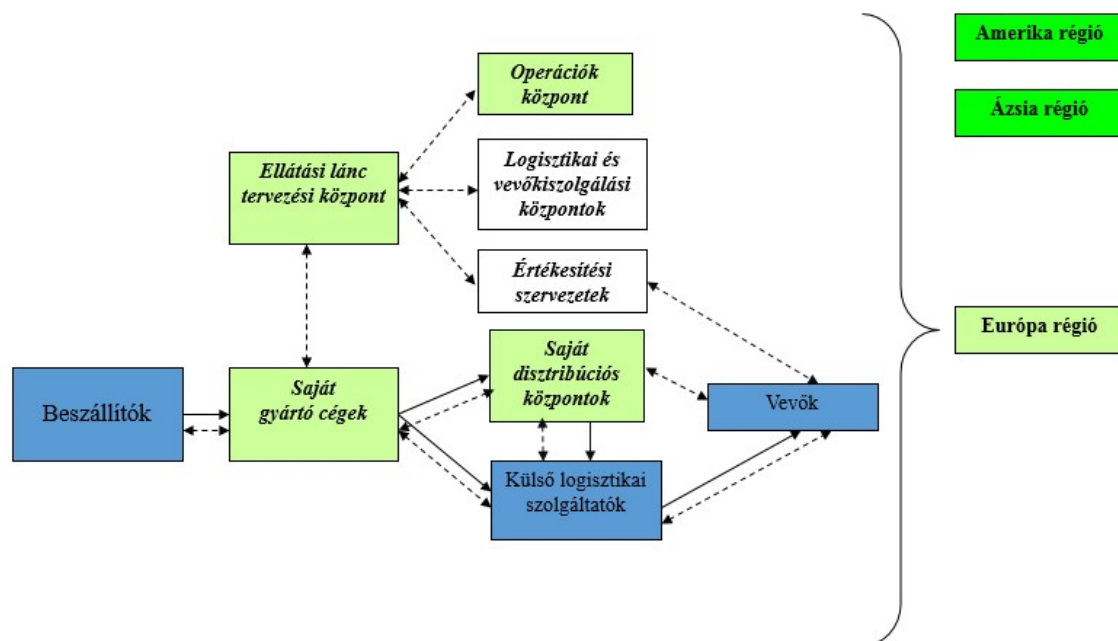 Amerika régió
Operációk
központ
Ázsia régió
Ellátási lánc
tervezési központ
Logisztikai és
vevőkiszolgálási
központok
Értékesítési
szervezetek
Európa régió
Beszállítók
Saját
gyártó cégek
Saját
disztribúciós
központok
Vevők
Külső logisztikai
szolgáltatók